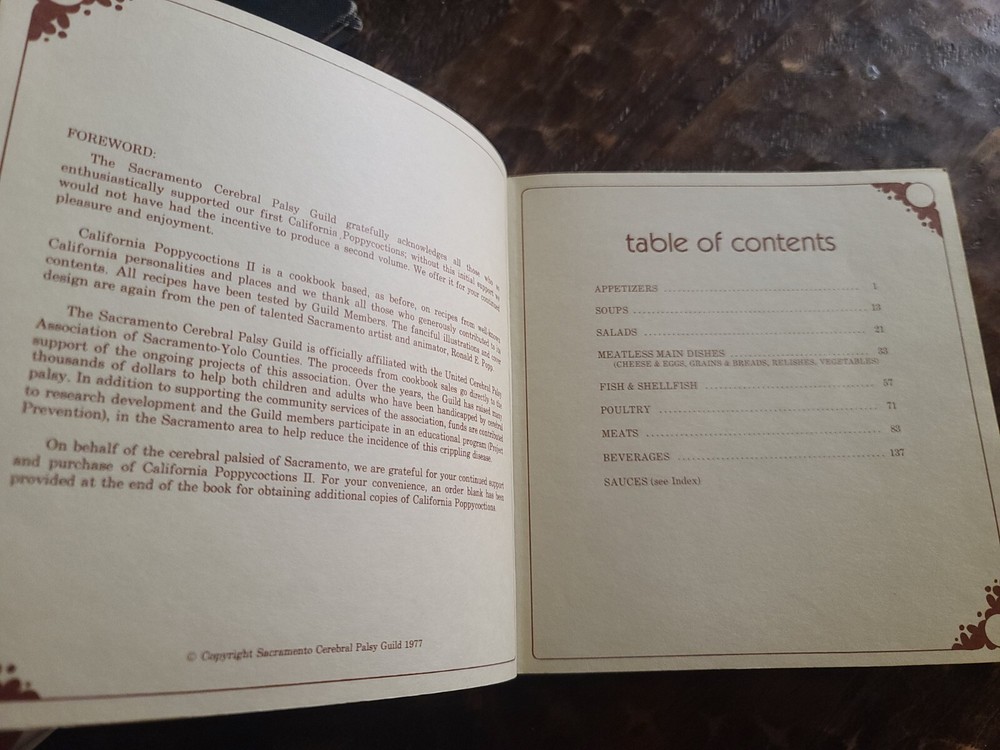 FOREWORD:
The Sacramento Cerebral Palsy Guild gratefully acknowledges all those who so
enthusiastically supported our first California Poppycoctions; without this initial support we
would not have had the incentive to produce a second volume. We offer it for your continued
pleasure and enjoyment.
California Poppycoctions II is a cookbook based, as before, on recipes from well-known
California personalities and places and we thank all those who generously contributed to its
contents. All recipes have been tested by Guild Members. The fanciful illustrations and cover
design are again from the pen of talented Sacramento artist and animator, Ronald E. Popp.
The Sacramento Cerebral Palsy Guild is officially affiliated with the United Cerebral Palsy
Association of Sacramento-Yolo Counties. The proceeds from cookbook sales go directly to the
support of the ongoing projects of this association. Over the years, the Guild has raised many
thousands of dollars to help both children and adults who have been handicapped by cerebral
palsy. In addition to supporting the community services of the association, funds are contributed
to research development and the Guild members participate in an educational program (Project
Prevention), in the Sacramento area to help reduce the incidence of this crippling disease.
On behalf of the cerebral palsied of Sacramento, we are grateful for your continued support
and purchase of California Poppycoctions II. For your convenience, an order blank has been
provided at the end of the book for obtaining additional copies of California Poppycoctions.
© Copyright Sacramento Cerebral Palsy Guild 1977
table of contents
APPETIZERS 1
SOUPS 13
SALADS 21
MEATLESS MAIN DISHES 33
(CHEESE & EGGS, GRAINS & BREADS, RELISHES, VEGETABLES)
FISH & SHELLFISH 57
POULTRY 71
MEATS 83
BEVERAGES 137
SAUCES (see Index)